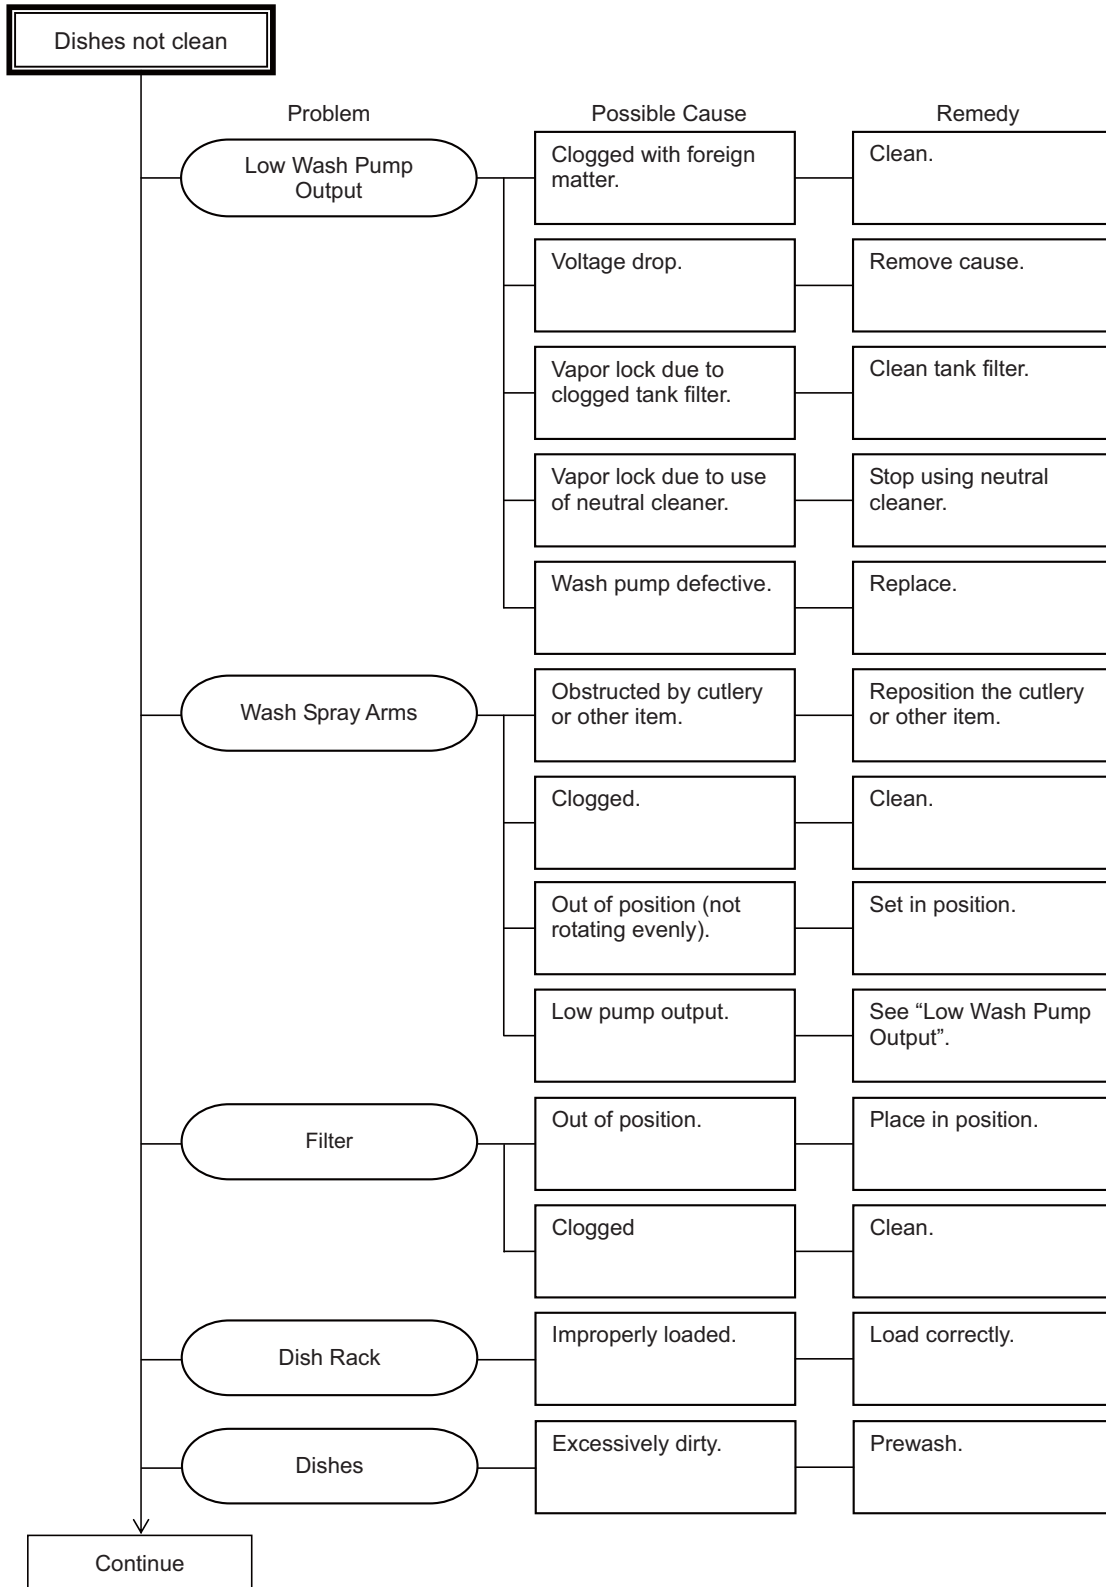 Dishes not clean
Problem
Possible Cause
Remedy
Low Wash Pump
Output
Clogged with foreign
matter.
Clean.
Voltage drop.
Remove cause.
Vapor lock due to
clogged tank filter.
Clean tank filter.
Vapor lock due to use
of neutral cleaner.
Stop using neutral
cleaner.
Wash pump defective.
Replace.
Wash Spray Arms
Obstructed by cutlery
or other item.
Reposition the cutlery
or other item.
Clogged.
Clean.
Out of position (not
rotating evenly).
Set in position.
Low pump output.
See “Low Wash Pump
Output”.
Filter
Out of position.
Place in position.
Clogged
Clean.
Dish Rack
Improperly loaded.
Load correctly.
Dishes
Excessively dirty.
Prewash.
Continue